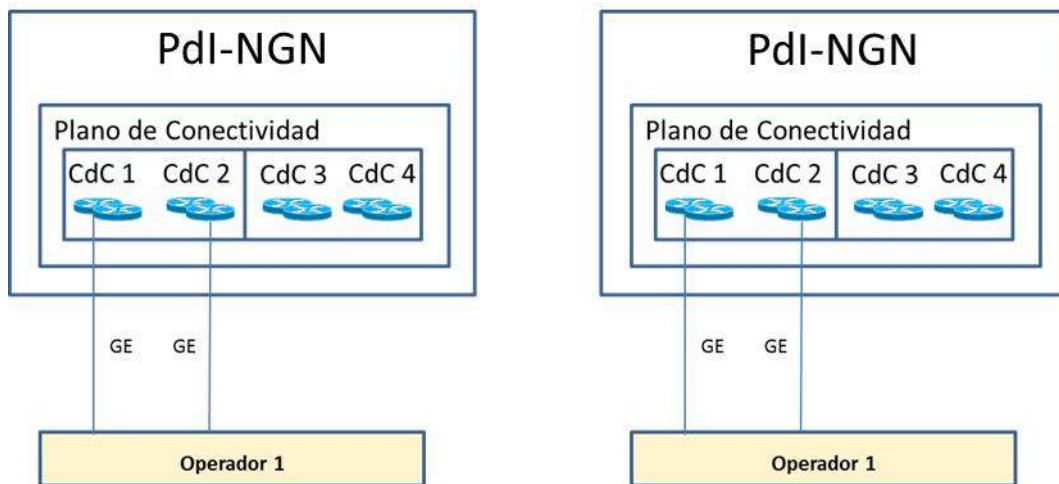 PdI-NGN
Plano de Conectividad
CdC 1 CdC 2 CdC 3 CdC 4
GE GE
Operador 1
PdI-NGN
Plano de Conectividad
CdC 1 CdC 2 CdC 3 CdC 4
GE GE
Operador 1